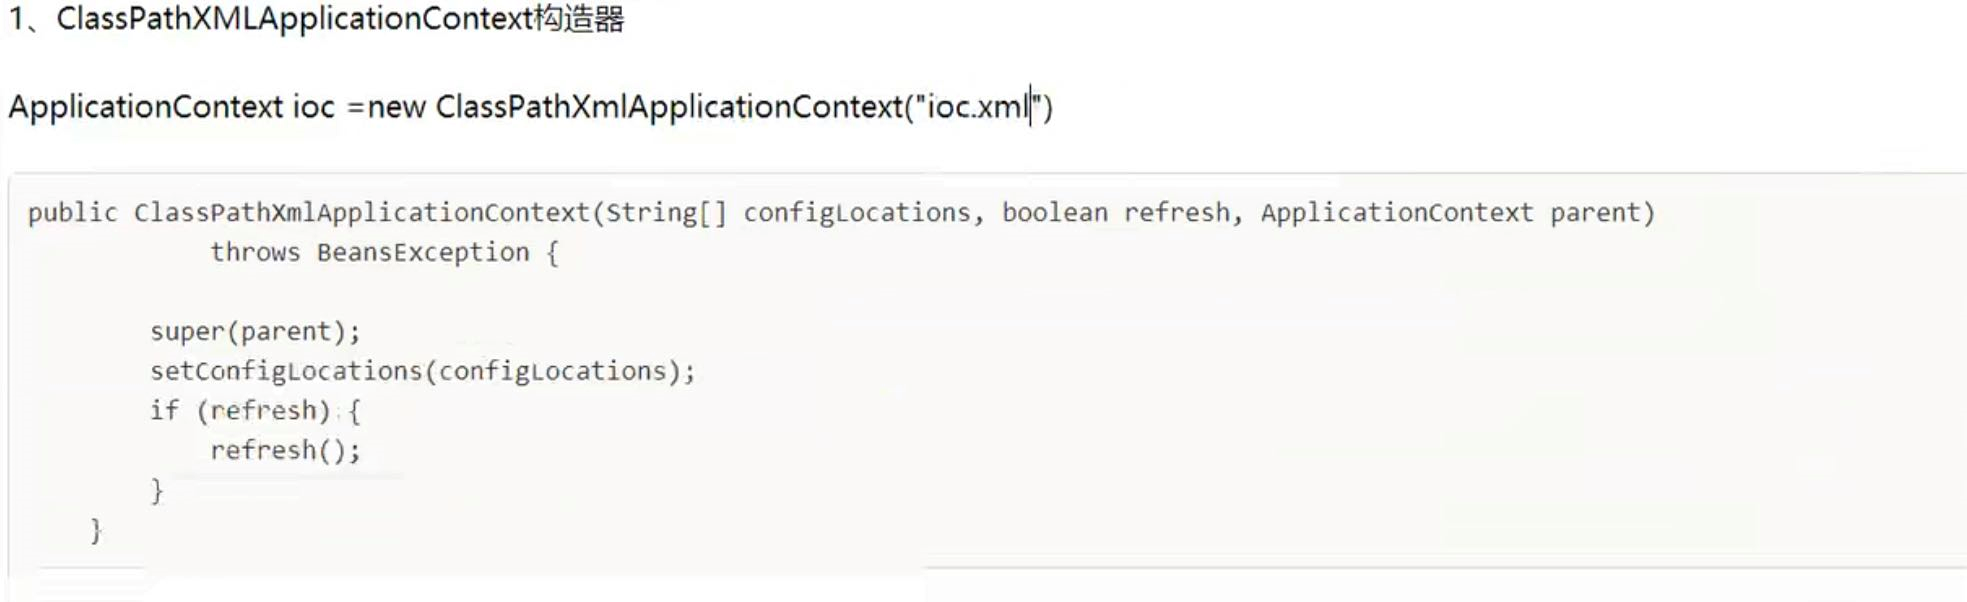 1、ClassPathXMLApplicationContext构造器
ApplicationContext ioc =new ClassPathXmlApplicationContext("ioc.xml")
public ClassPathXmlApplicationContext(String[] configLocations, boolean refresh, ApplicationContext parent)
throws BeansException {
super(parent);
setConfigLocations(configLocations);
if (refresh) {
refresh();
}
}